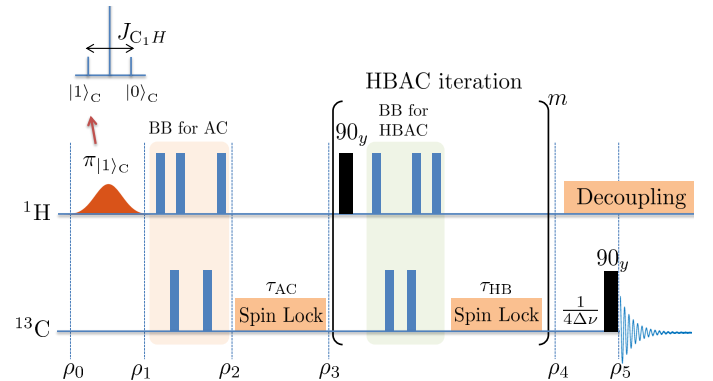 J_{C_1H}
|1⟩_C |0⟩_C
HBAC iteration
m
BB for AC
BB for
HBAC
π_{|1⟩_C}
90_y
¹H
Decoupling
τ_AC
τ_HB
90_y
¹³C
Spin Lock
Spin Lock
1/(4Δν)
ρ_0 ρ_1 ρ_2 ρ_3 ρ_4 ρ_5